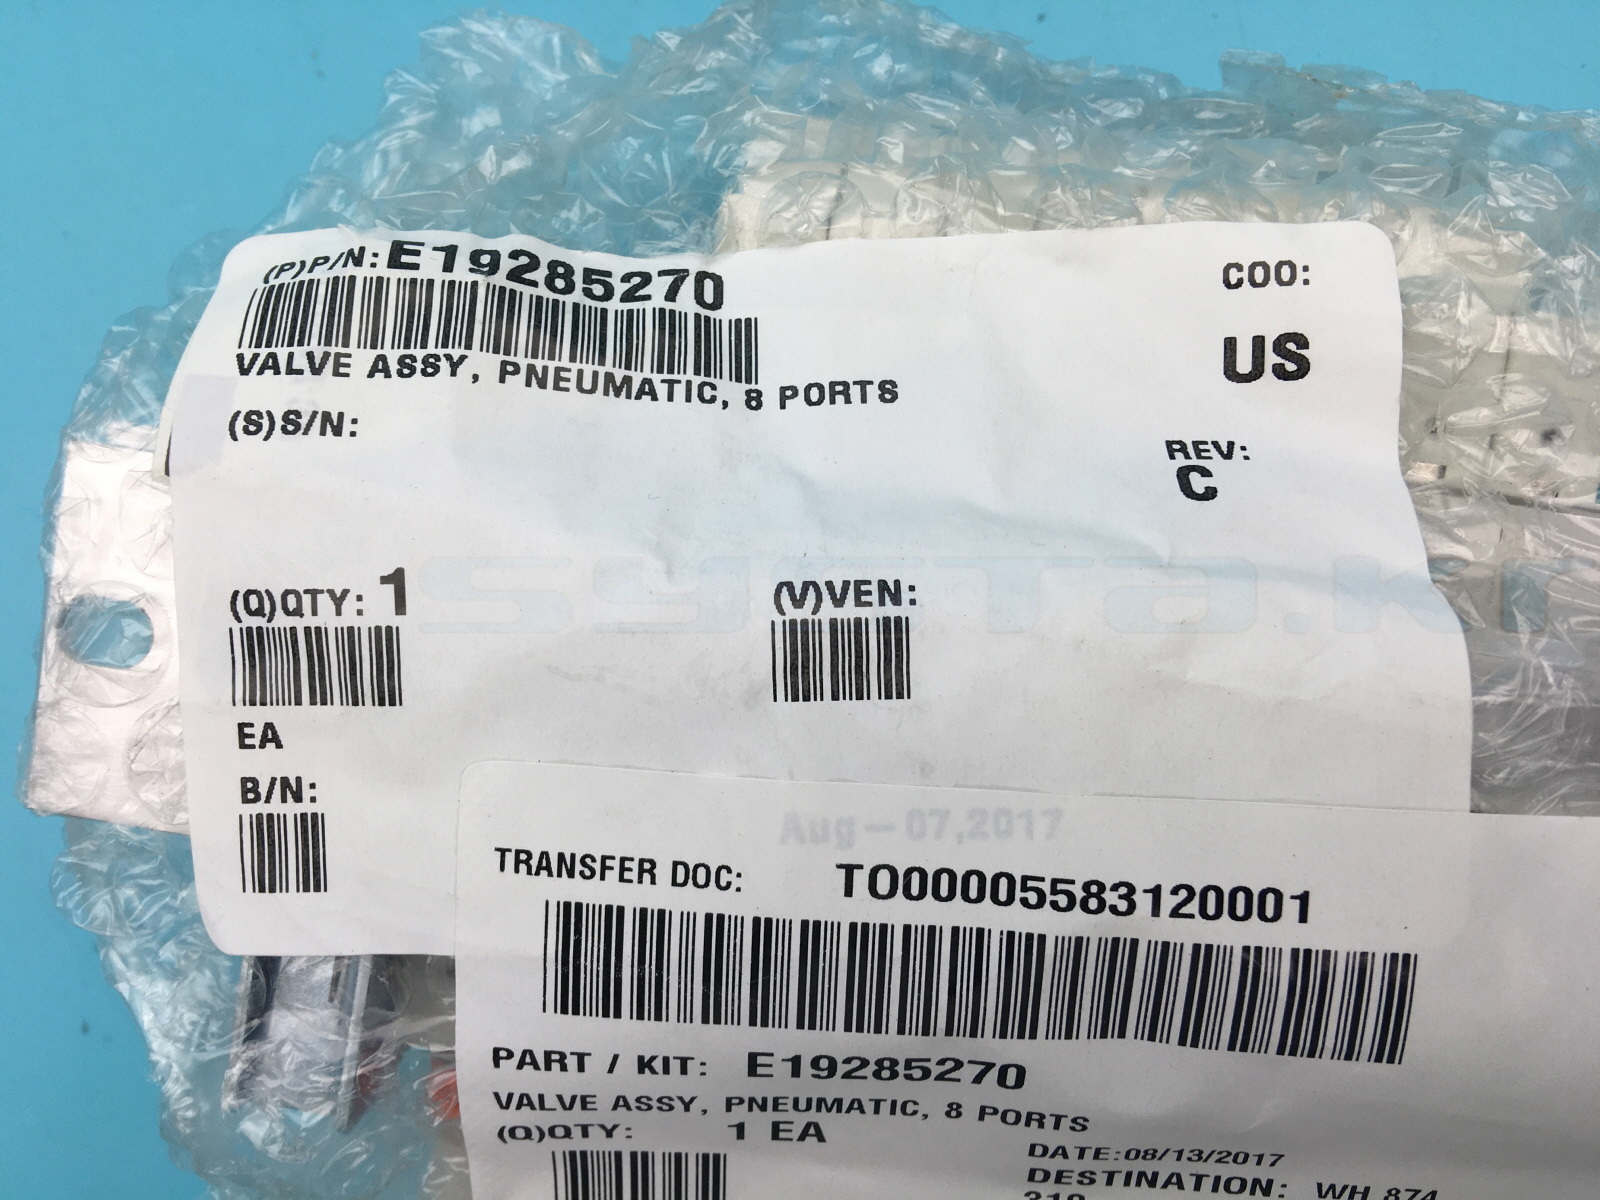 (P)P/N: E19285270
VALVE ASSY, PNEUMATIC, 8 PORTS
(S)S/N:
COO:
US
REV:
C
(Q)QTY: 1
EA
(V)VEN:
B/N:
Aug-07,2017
TRANSFER DOC: TO00005583120001
PART / KIT: E19285270
VALVE ASSY, PNEUMATIC, 8 PORTS
(Q)QTY: 1 EA
DATE:08/13/2017
DESTINATION: WH 874